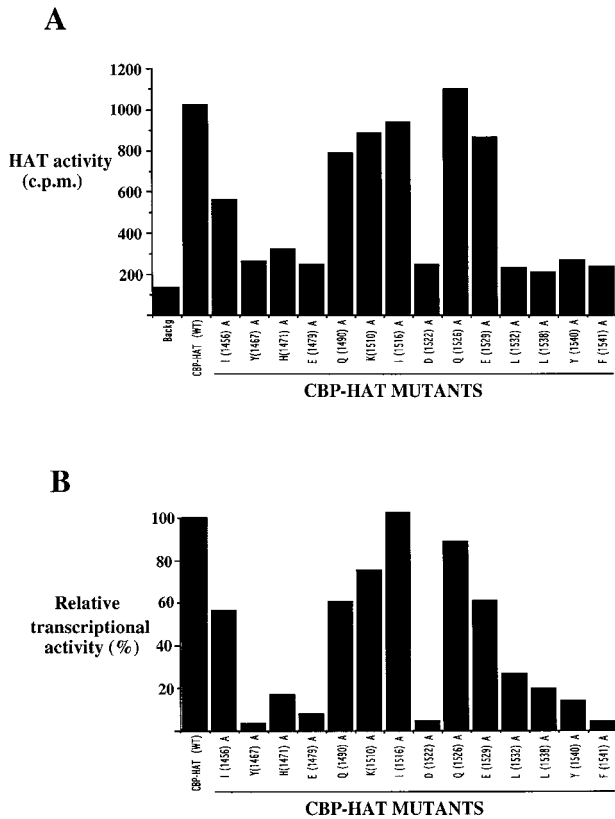 A
1200
1000
800
600
400
200
HAT activity
(c.p.m.)
Backg
CBP-HAT (WT)
I (1456) A
Y(1467) A
H(1471) A
E (1479) A
Q (1490) A
K(1510) A
I (1516) A
D (1522) A
Q (1526) A
E (1529) A
L (1532) A
L (1538) A
Y (1540) A
F (1541) A
CBP-HAT MUTANTS
B
100
80
60
40
20
Relative
transcriptional
activity (%)
CBP-HAT (WT)
I (1456) A
Y(1467) A
H(1471) A
E (1479) A
Q (1490) A
K(1510) A
I (1516) A
D (1522) A
Q (1526) A
E (1529) A
L (1532) A
L (1538) A
Y (1540) A
F (1541) A
CBP-HAT MUTANTS